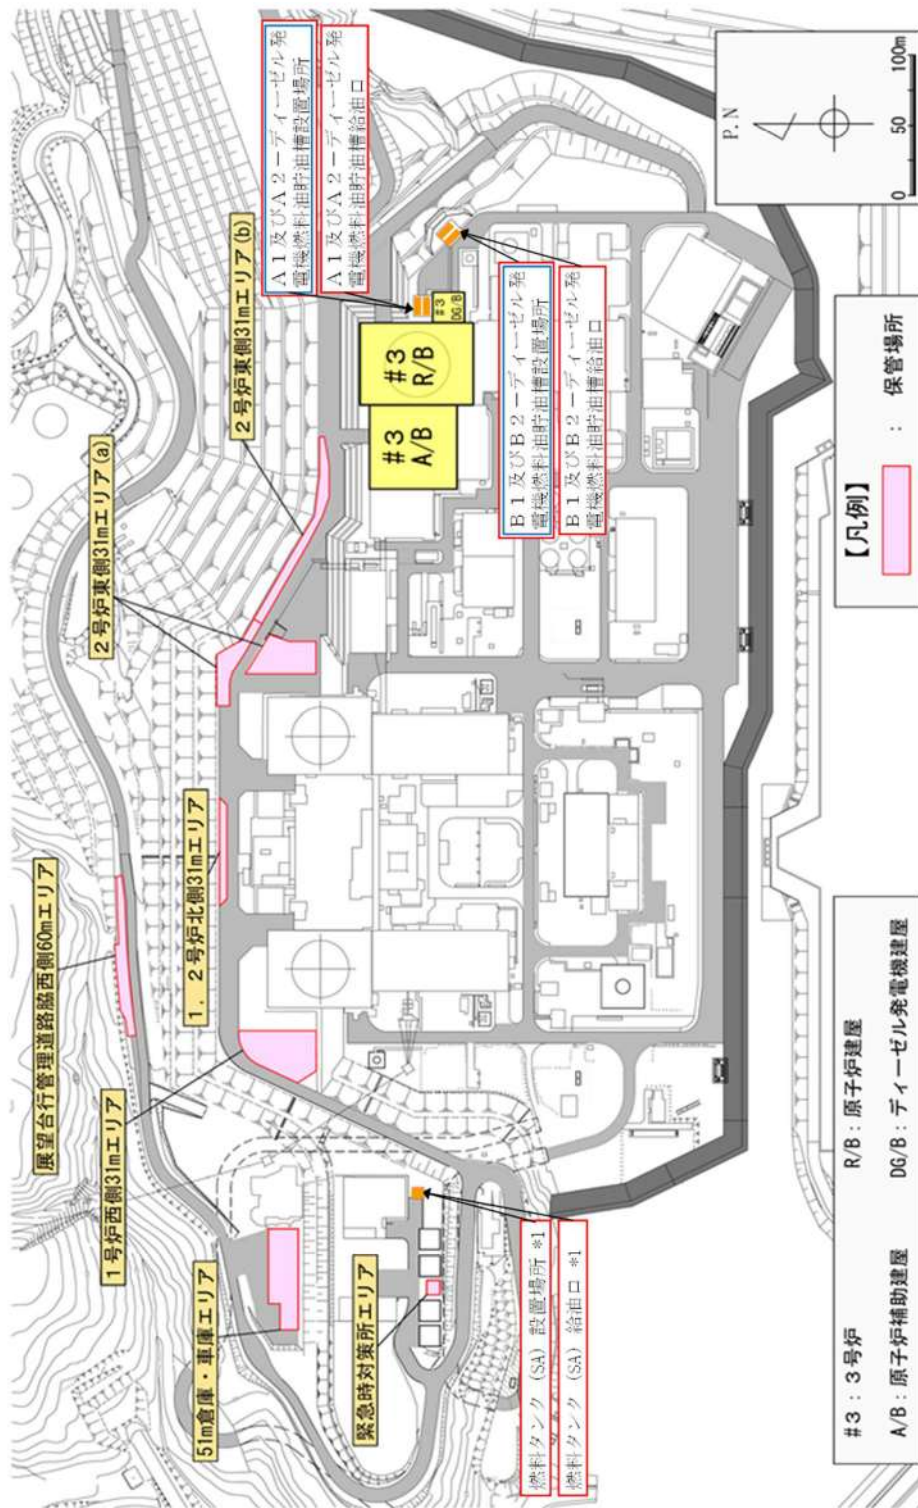 51m倉庫・車庫エリア
1号炉西側31mエリア
展望台行管理道路脇西側60mエリア
1．2号炉北側31mエリア
2号炉東側31mエリア(a)
2号炉東側31mエリア(b)
A1及びA2－ディーゼル発
電機燃料油貯油槽設置場所
A1及びA2－ディーゼル発
電機燃料油貯油槽給油口
緊急時対策所エリア
#3
A/B
#3
R/B
#3
DG/B
燃料タンク（SA）設置場所 *1
燃料タンク（SA）給油口 *1
B1及びB2－ディーゼル発
電機燃料油貯油槽設置場所
B1及びB2－ディーゼル発
電機燃料油貯油槽給油口
P.N
0 50 100m
#3：3号炉
R/B：原子炉建屋
A/B：原子炉補助建屋
DG/B：ディーゼル発電機建屋
【凡例】
：保管場所